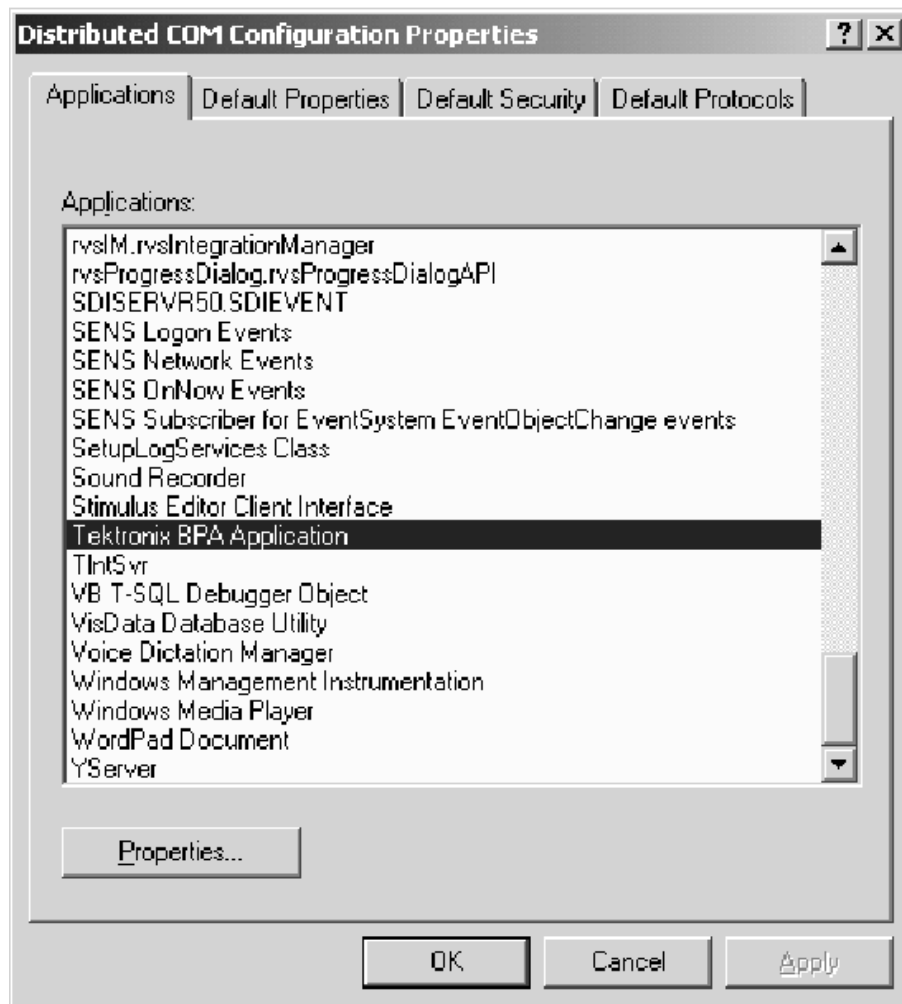 Distributed COM Configuration Properties
Applications Default Properties Default Security Default Protocols
Applications:
rvsIM.rvsIntegrationManager
rvsProgressDialog.rvsProgressDialogAPI
SDISERVR50.SDIEVENT
SENS Logon Events
SENS Network Events
SENS OnNow Events
SENS Subscriber for EventSystem EventObjectChange events
SetupLogServices Class
Sound Recorder
Stimulus Editor Client Interface
Tektronix BPA Application
TIntSvr
VB T-SQL Debugger Object
VisData Database Utility
Voice Dictation Manager
Windows Management Instrumentation
Windows Media Player
WordPad Document
YServer
Properties...
OK Cancel Apply